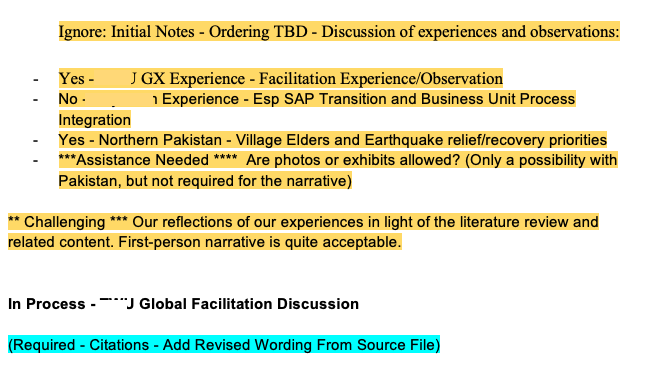 Ignore: Initial Notes - Ordering TBD - Discussion of experiences and observations:
- Yes - J GX Experience - Facilitation Experience/Observation
- No - Experience - Esp SAP Transition and Business Unit Process
Integration
- Yes - Northern Pakistan - Village Elders and Earthquake relief/recovery priorities
- ***Assistance Needed **** Are photos or exhibits allowed? (Only a possibility with
Pakistan, but not required for the narrative)
** Challenging *** Our reflections of our experiences in light of the literature review and
related content. First-person narrative is quite acceptable.
In Process - Global Facilitation Discussion
(Required - Citations - Add Revised Wording From Source File)